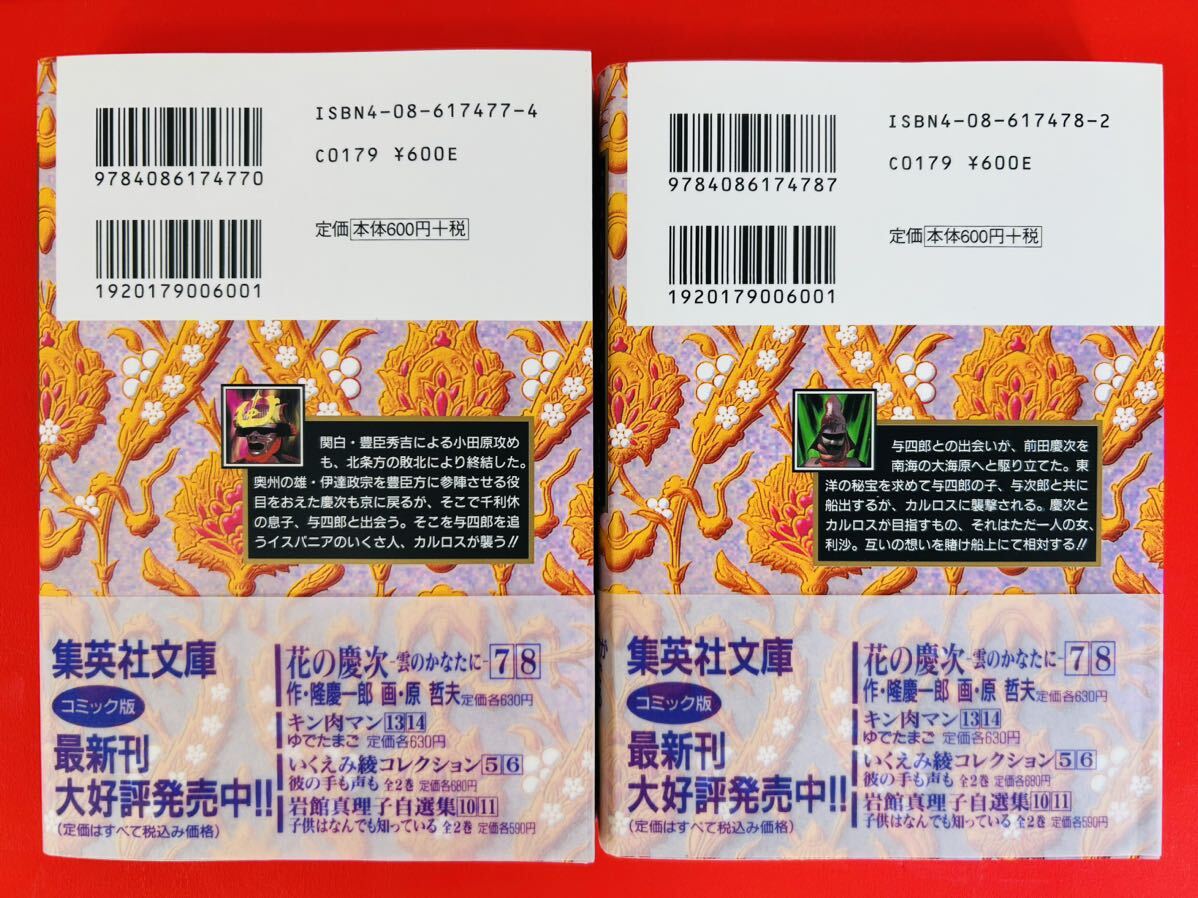 ISBN4-08-617477-4
C0179 ¥600E
9784086174770
定価 本体600円+税
1920179006001
関白・豊臣秀吉による小田原攻め
も、北条方の敗北により終結した。
奥州の雄・伊達政宗を豊臣方に参陣させる役
目をおえた慶次も京に戻るが、そこで千利休
の息子、与四郎と出会う。そこを与四郎を追
うイスパニアのいくさ人、カルロスが襲う!!
集英社文庫
コミック版
最新刊
大好評発売中!!
(定価はすべて税込み価格)
花の慶次-雲のかなたに-7 8
作・隆慶一郎 画・原 哲夫 定価各630円
キン肉マン 13 14
ゆでたまご 定価各630円
いくえみ綾コレクション 5 6
彼の手も声も 全2巻 定価各680円
岩館真理子自選集 10 11
子供はなんでも知っている 全2巻 定価各590円
ISBN4-08-617478-2
C0179 ¥600E
9784086174787
定価 本体600円+税
1920179006001
与四郎との出会いが、前田慶次を
南海の大海原へと駆り立てた。東
洋の秘宝を求めて与四郎の子、与次郎と共に
船出するが、カルロスに襲撃される。慶次と
カルロスが目指すもの、それはただ一人の女、
利沙。互いの想いを賭け船上にて相対する!!
が
集英社文庫
コミック版
最新刊
大好評発売中!!
(定価はすべて税込み価格)
花の慶次-雲のかなたに-7 8
作・隆慶一郎 画・原 哲夫 定価各630円
キン肉マン 13 14
ゆでたまご 定価各630円
いくえみ綾コレクション 5 6
彼の手も声も 全2巻 定価各680円
岩館真理子自選集 10 11
子供はなんでも知っている 全2巻 定価各590円